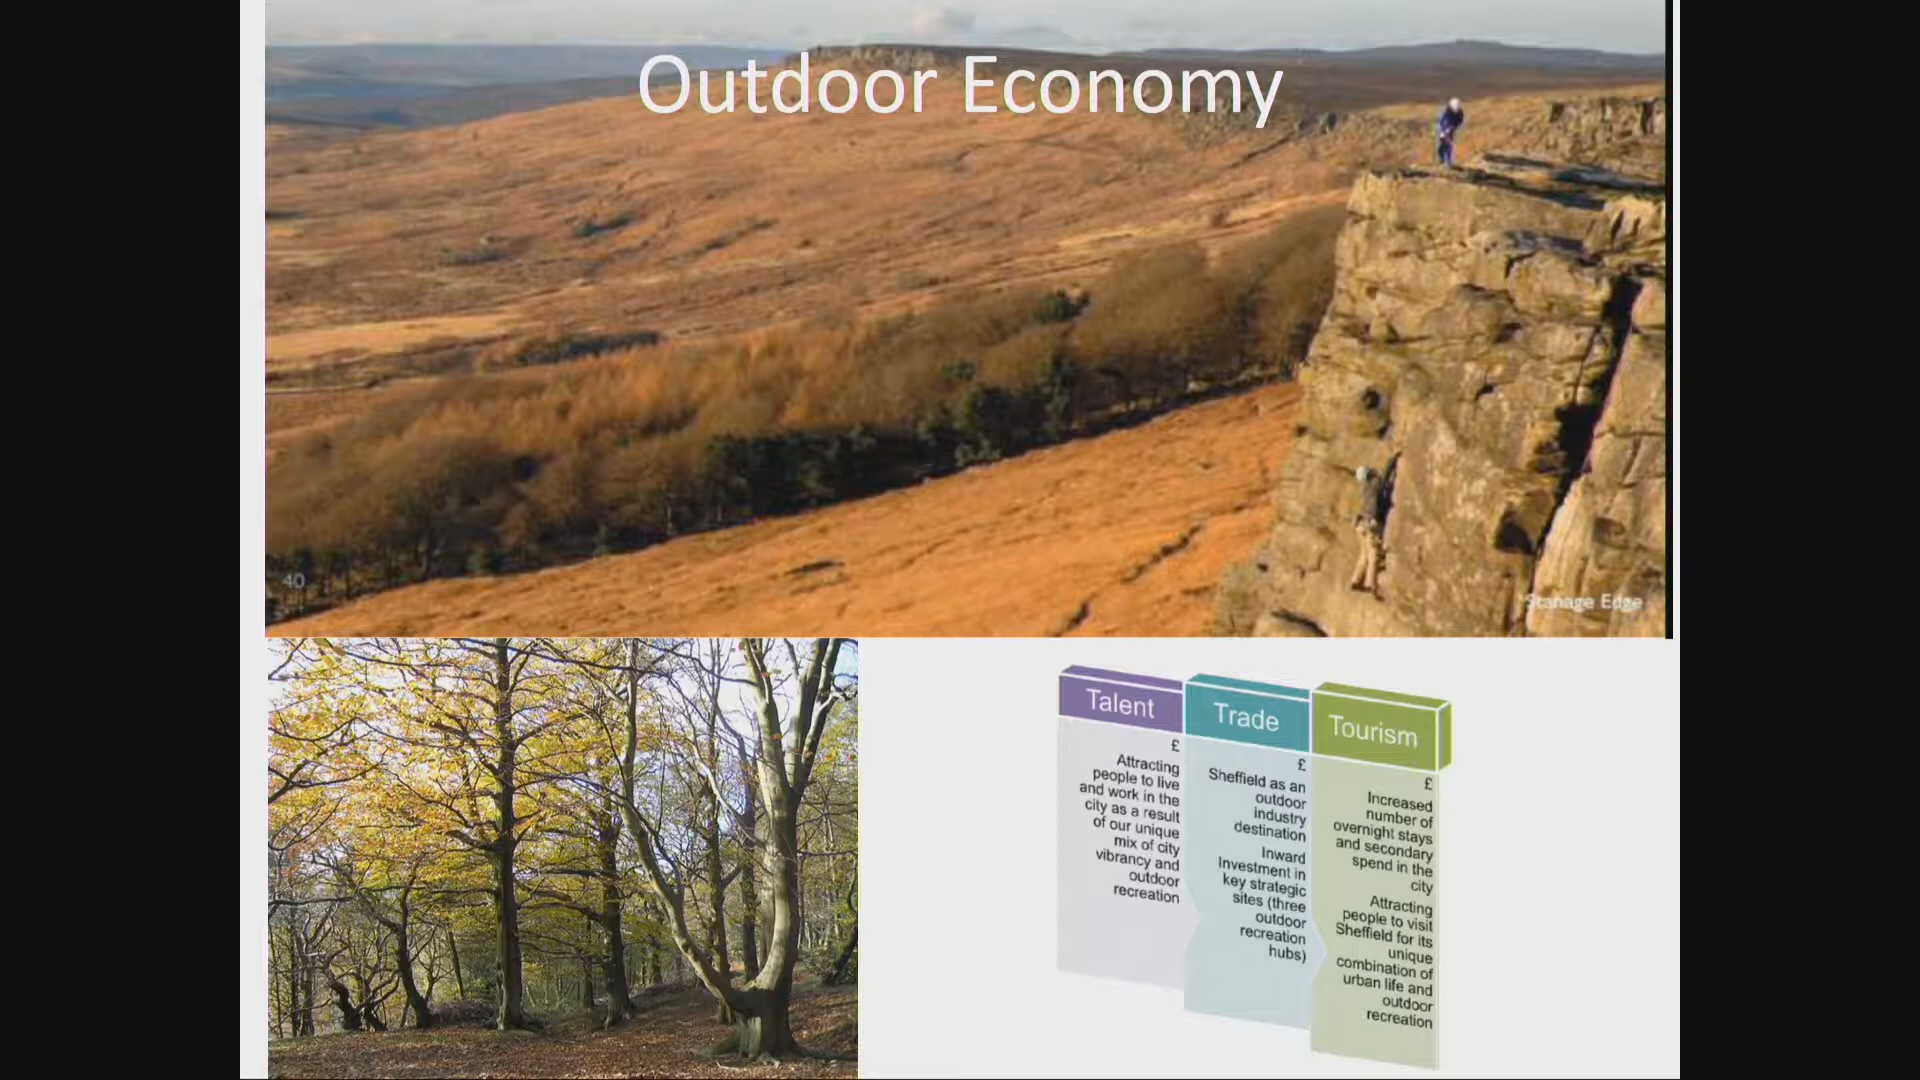 Outdoor Economy
40
Stanage Edge
Talent
£
Attracting
people to live
and work in the
city as a result
of our unique
mix of city
vibrancy and
outdoor
recreation
Trade
£
Sheffield as an
outdoor
industry
destination
Inward
Investment in
key strategic
sites (three
outdoor
recreation
hubs)
Tourism
£
Increased
number of
overnight stays
and secondary
spend in the
city
Attracting
people to visit
Sheffield for its
unique
combination of
urban life and
outdoor
recreation